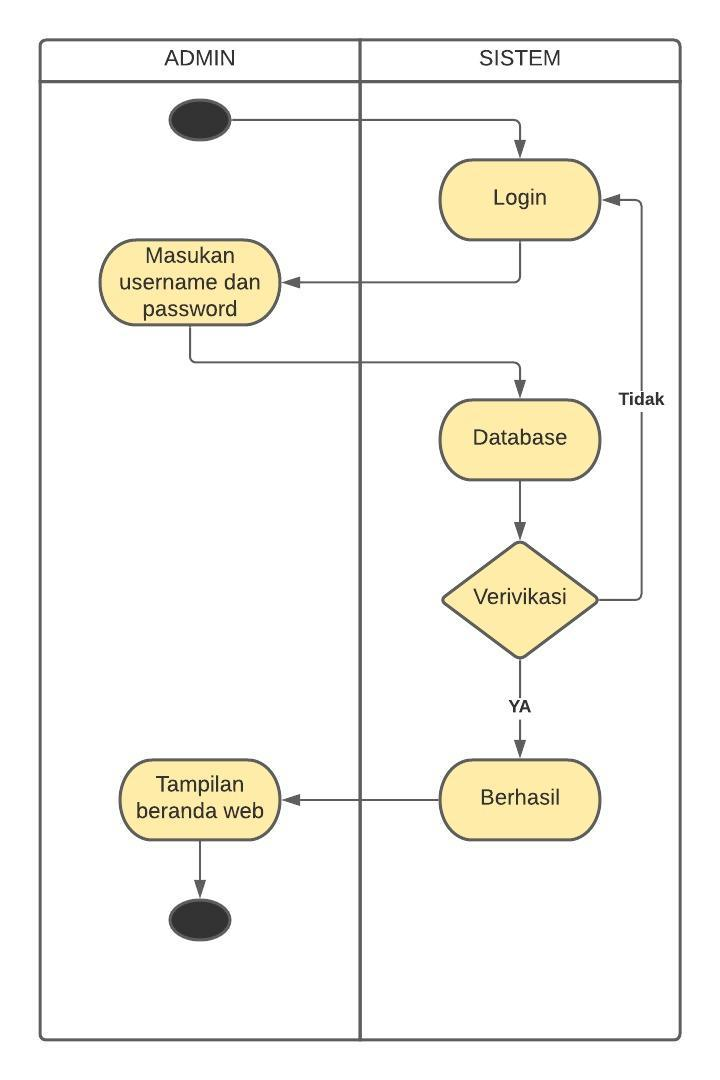 ADMIN
SISTEM
Login
Masukan
username dan
password
Tidak
Database
Verivikasi
YA
Tampilan
beranda web
Berhasil